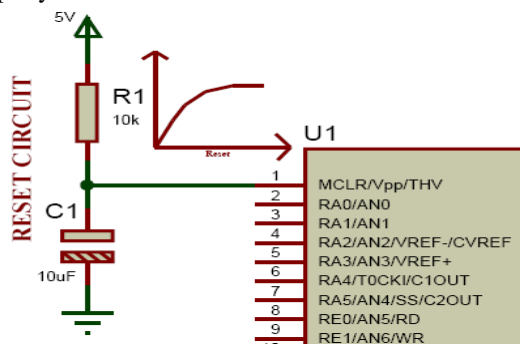 5V
RESET CIRCUIT
R1
10k
Reset
U1
C1
10uF
1 MCLR/Vpp/THV
2 RA0/AN0
3 RA1/AN1
4 RA2/AN2/VREF-/CVREF
5 RA3/AN3/VREF+
6 RA4/T0CKI/C1OUT
7 RA5/AN4/SS/C2OUT
8 RE0/AN5/RD
9 RE1/AN6/WR